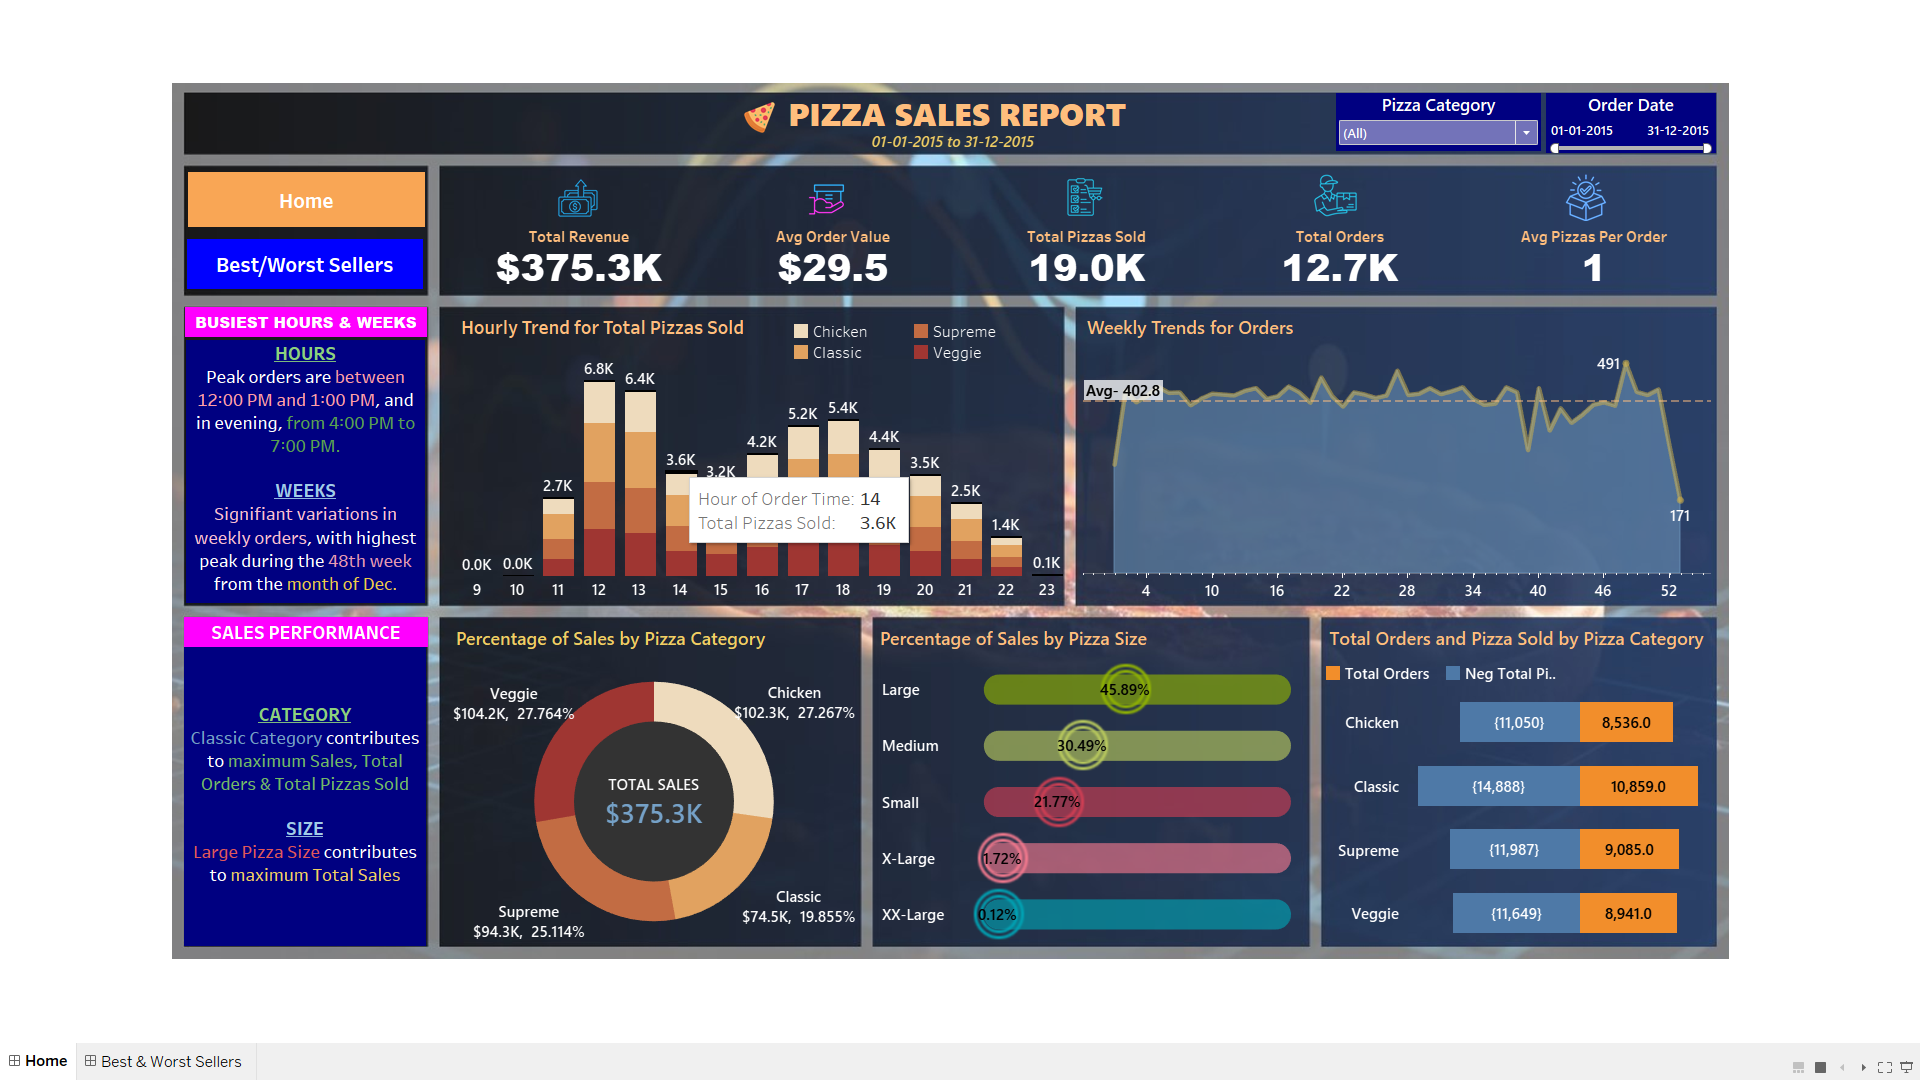 PIZZA SALES REPORT
01-01-2015 to 31-12-2015
Pizza Category
(All)
Order Date
01-01-2015 31-12-2015
Home
Best/Worst Sellers
Total Revenue
$375.3K
Avg Order Value
$29.5
Total Pizzas Sold
19.0K
Total Orders
12.7K
Avg Pizzas Per Order
1
BUSIEST HOURS & WEEKS
HOURS
Peak orders are between
12:00 PM and 1:00 PM, and
in evening, from 4:00 PM to
7:00 PM.
WEEKS
Signifiant variations in
weekly orders, with highest
peak during the 48th week
from the month of Dec.
Hourly Trend for Total Pizzas Sold
Chicken Supreme
Classic Veggie
6.8K
6.4K
5.4K
5.2K
4.4K
4.2K
3.6K
3.5K
3.2K
2.7K
2.5K
1.4K
0.0K 0.0K 0.1K
Hour of Order Time: 14
Total Pizzas Sold: 3.6K
9 10 11 12 13 14 15 16 17 18 19 20 21 22 23
Weekly Trends for Orders
491
Avg- 402.8
171
4 10 16 22 28 34 40 46 52
SALES PERFORMANCE
CATEGORY
Classic Category contributes
to maximum Sales, Total
Orders & Total Pizzas Sold
SIZE
Large Pizza Size contributes
to maximum Total Sales
Percentage of Sales by Pizza Category
Veggie
$104.2K, 27.764%
Chicken
$102.3K, 27.267%
TOTAL SALES
$375.3K
Classic
$74.5K, 19.855%
Supreme
$94.3K, 25.114%
Percentage of Sales by Pizza Size
Large 45.89%
Medium 30.49%
Small 21.77%
X-Large 1.72%
XX-Large 0.12%
Total Orders and Pizza Sold by Pizza Category
Total Orders Neg Total Pi..
Chicken {11,050} 8,536.0
Classic {14,888} 10,859.0
Supreme {11,987} 9,085.0
Veggie {11,649} 8,941.0
Home Best & Worst Sellers